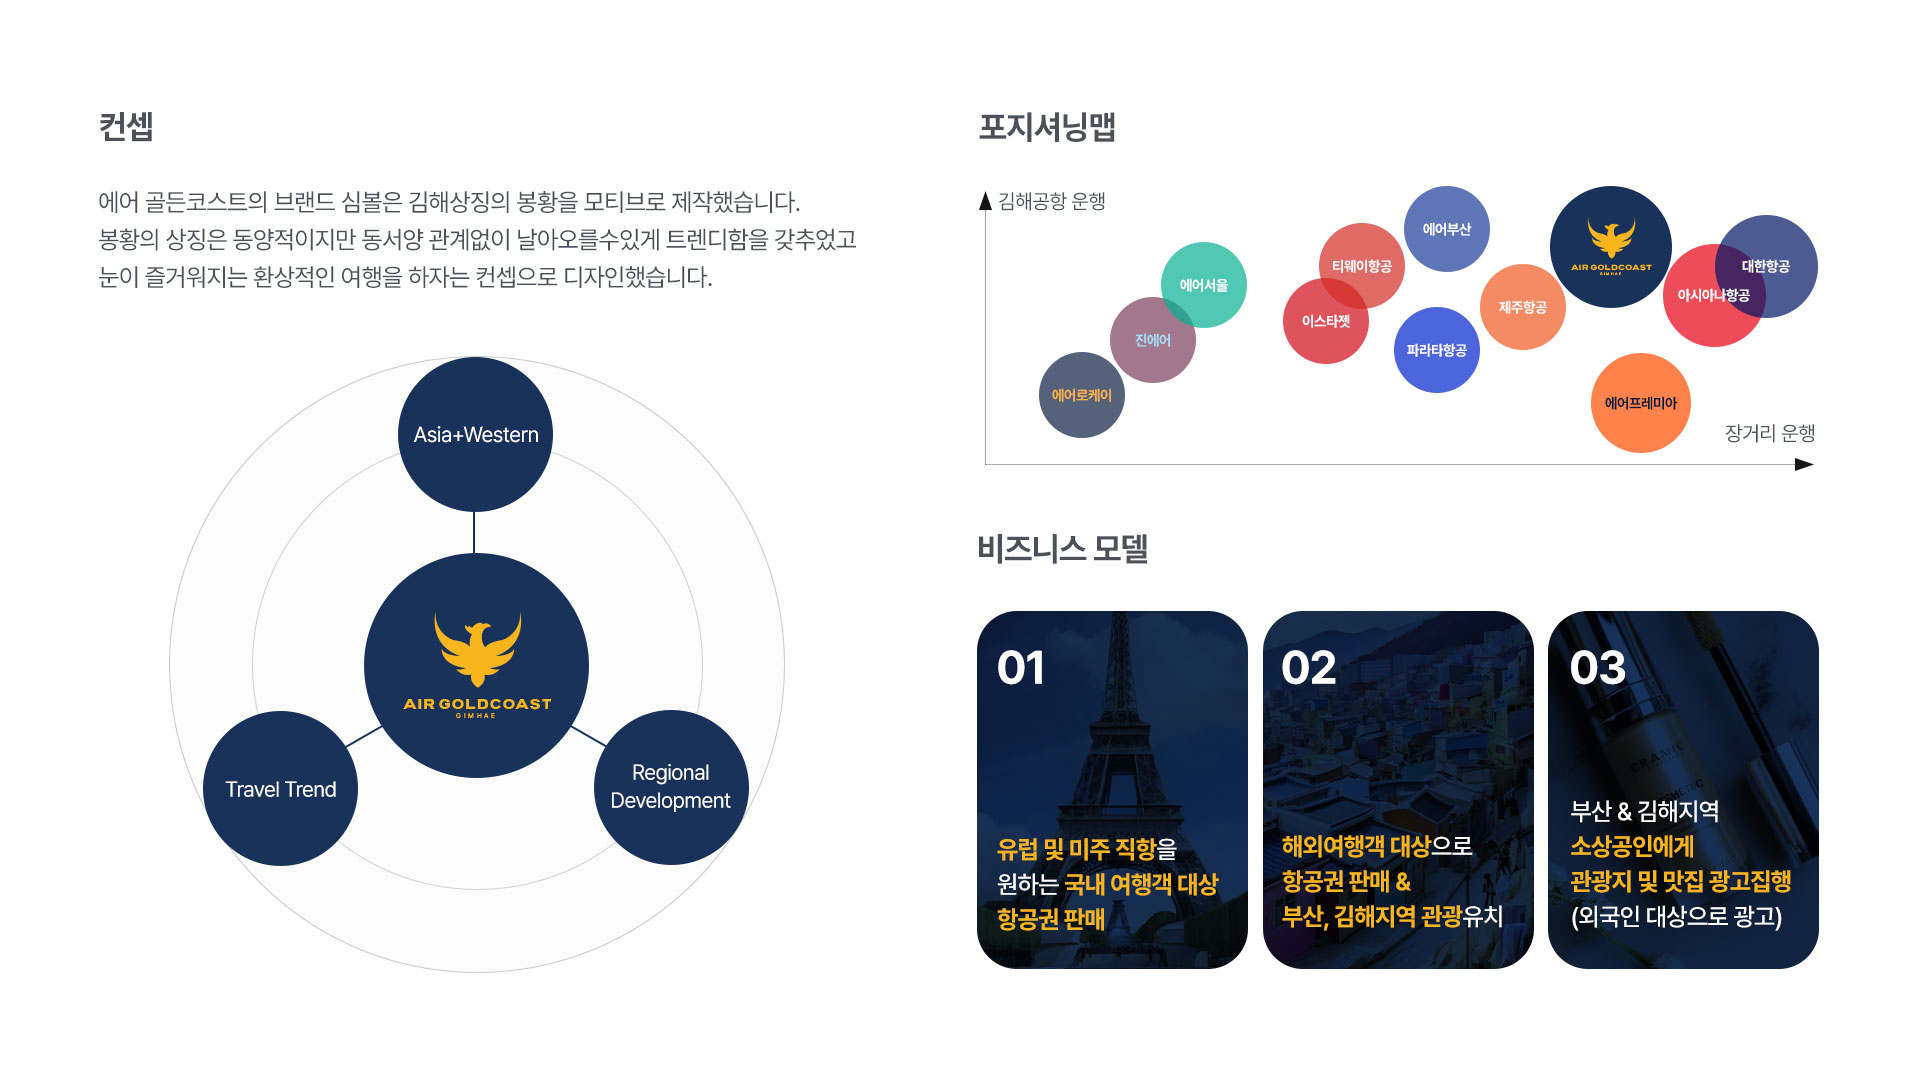 컨셉
에어 골든코스트의 브랜드 심볼은 김해상징의 봉황을 모티브로 제작했습니다.
봉황의 상징은 동양적이지만 동서양 관계없이 날아오를수있게 트렌디함을 갖추었고
눈이 즐거워지는 환상적인 여행을 하자는 컨셉으로 디자인했습니다.
Asia+Western
AIR GOLDCOAST
GIMHAE
Travel Trend
Regional
Development
포지셔닝맵
김해공항 운행
에어부산
티웨이항공
에어서울
AIR GOLDCOAST
GIMHAE
대한항공
아시아나항공
제주항공
이스타젯
진에어
파라타항공
에어로케이
에어프레미아
장거리 운행
비즈니스 모델
01
유럽 및 미주 직항을
원하는 국내 여행객 대상
항공권 판매
02
해외여행객 대상으로
항공권 판매 &
부산, 김해지역 관광유치
03
부산 & 김해지역
소상공인에게
관광지 및 맛집 광고집행
(외국인 대상으로 광고)